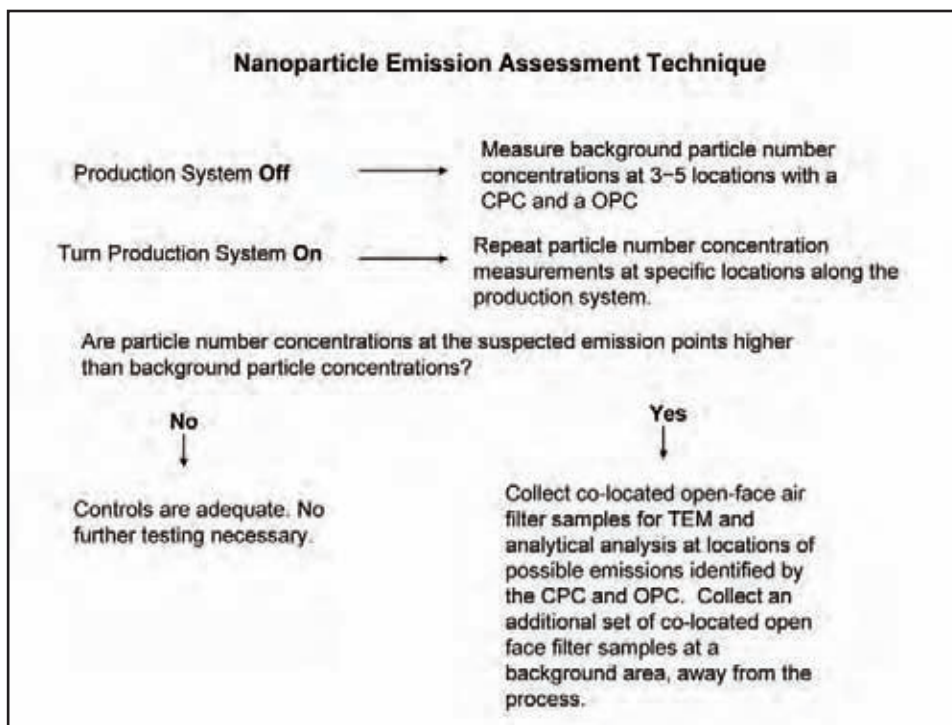 Nanoparticle Emission Assessment Technique
Production System Off
Measure background particle number
concentrations at 3–5 locations with a
CPC and a OPC
Turn Production System On
Repeat particle number concentration
measurements at specific locations along the
production system.
Are particle number concentrations at the suspected emission points higher
than background particle concentrations?
No
Controls are adequate. No
further testing necessary.
Yes
Collect co-located open-face air
filter samples for TEM and
analytical analysis at locations of
possible emissions identified by
the CPC and OPC. Collect an
additional set of co-located open
face filter samples at a
background area, away from the
process.